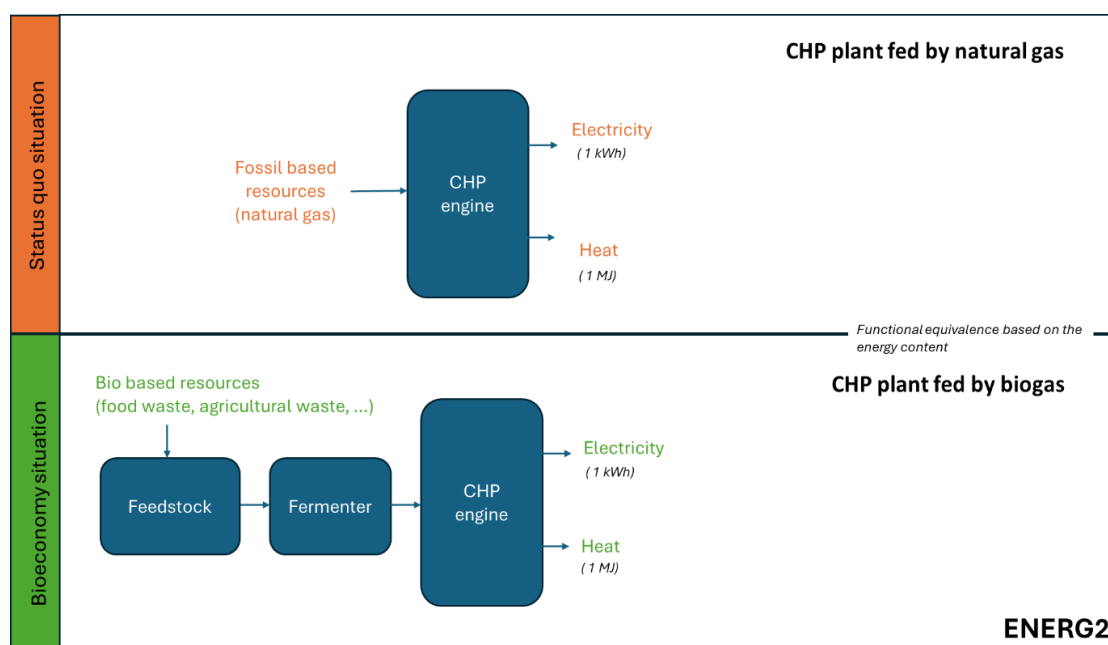 Status quo situation
CHP plant fed by natural gas
Fossil based
resources
(natural gas)
CHP
engine
Electricity
( 1 kWh)
Heat
( 1 MJ)
Functional equivalence based on the
energy content
Bioeconomy situation
CHP plant fed by biogas
Bio based resources
(food waste, agricultural waste, ...)
Feedstock
Fermenter
CHP
engine
Electricity
( 1 kWh)
Heat
( 1 MJ)
ENERG2